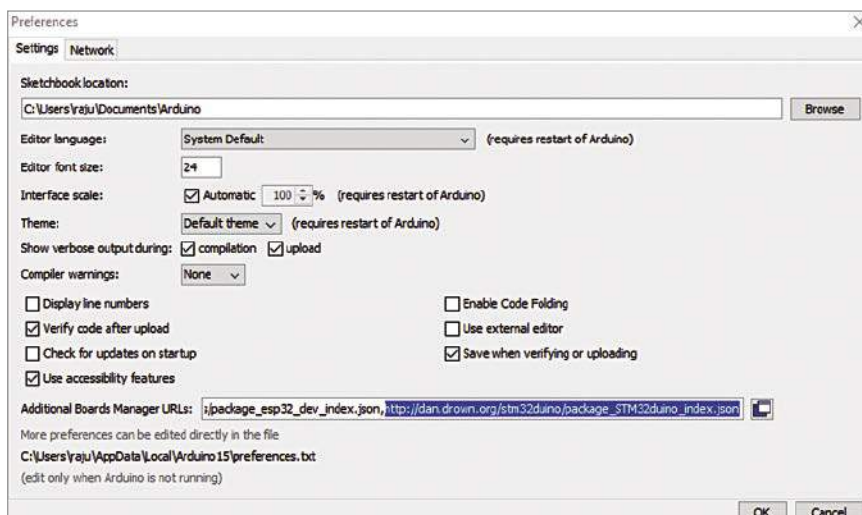 Preferences
Settings Network
Sketchbook location:
C:\Users\raju\Documents\Arduino Browse
Editor language: System Default (requires restart of Arduino)
Editor font size: 24
Interface scale: Automatic 100 % (requires restart of Arduino)
Theme: Default theme (requires restart of Arduino)
Show verbose output during: compilation upload
Compiler warnings: None
Display line numbers Enable Code Folding
Verify code after upload Use external editor
Check for updates on startup Save when verifying or uploading
Use accessibility features
Additional Boards Manager URLs: :/package_esp32_dev_index.json,http://dan.drown.org/stm32duino/package_STM32duino_index.json
More preferences can be edited directly in the file
C:\Users\raju\AppData\Local\Arduino15\preferences.txt
(edit only when Arduino is not running)
OK Cancel